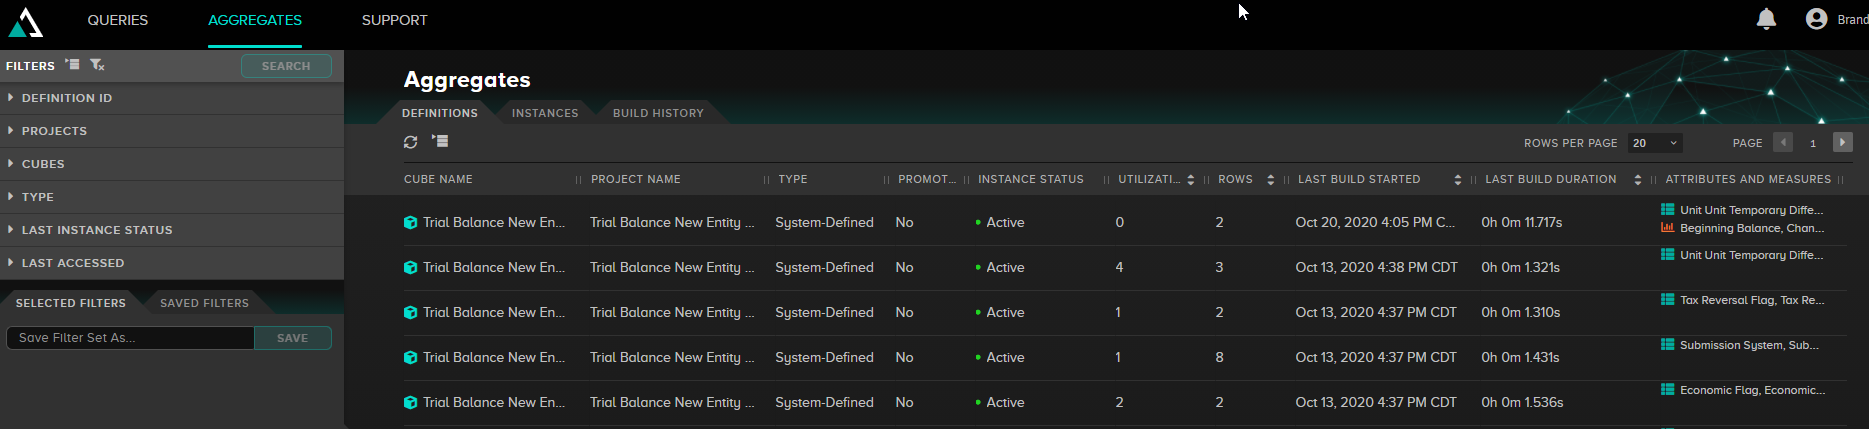 QUERIES AGGREGATES SUPPORT Brand
FILTERS SEARCH
DEFINITION ID
PROJECTS
CUBES
TYPE
LAST INSTANCE STATUS
LAST ACCESSED
SELECTED FILTERS SAVED FILTERS
Save Filter Set As... SAVE
Aggregates
DEFINITIONS INSTANCES BUILD HISTORY
ROWS PER PAGE 20 PAGE 1
CUBE NAME PROJECT NAME TYPE PROMOT... INSTANCE STATUS UTILIZATI... ROWS LAST BUILD STARTED LAST BUILD DURATION ATTRIBUTES AND MEASURES
Trial Balance New En... Trial Balance New Entity ... System-Defined No Active 0 2 Oct 20, 2020 4:05 PM C... 0h 0m 11.717s Unit Unit Temporary Diffe...
Beginning Balance, Chan...
Trial Balance New En... Trial Balance New Entity ... System-Defined No Active 4 3 Oct 13, 2020 4:38 PM CDT 0h 0m 1.321s Unit Unit Temporary Diffe...
Trial Balance New En... Trial Balance New Entity ... System-Defined No Active 1 2 Oct 13, 2020 4:37 PM CDT 0h 0m 1.310s Tax Reversal Flag, Tax Re...
Trial Balance New En... Trial Balance New Entity ... System-Defined No Active 1 8 Oct 13, 2020 4:37 PM CDT 0h 0m 1.431s Submission System, Sub...
Trial Balance New En... Trial Balance New Entity ... System-Defined No Active 2 2 Oct 13, 2020 4:37 PM CDT 0h 0m 1.536s Economic Flag, Economic...